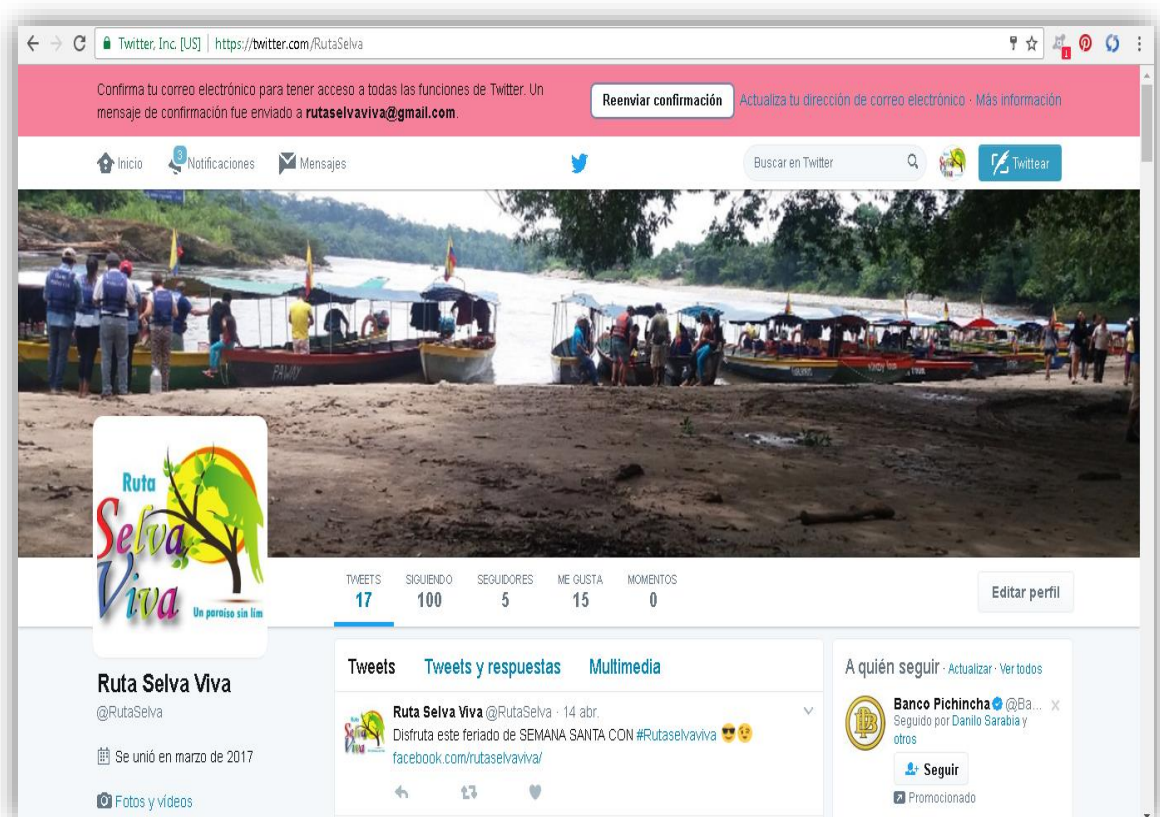 Twitter, Inc. [US] | https://twitter.com/RutaSelva
Confirma tu correo electrónico para tener acceso a todas las funciones de Twitter. Un
mensaje de confirmación fue enviado a rutaselvaviva@gmail.com.
Reenviar confirmación
Actualiza tu dirección de correo electrónico · Más información
Inicio
3
Notificaciones
Mensajes
Buscar en Twitter
Twittear
1
PAWAY
Ruta
Selva
Viva
Un paraiso sin lim
TWEETS SIGUIENDO SEGUIDORES ME GUSTA MOMENTOS
17 100 5 15 0
Editar perfil
Ruta Selva Viva
@RutaSelva
Se unió en marzo de 2017
Fotos y vídeos
Tweets Tweets y respuestas Multimedia
Ruta Selva Viva @RutaSelva · 14 abr.
Disfruta este feriado de SEMANA SANTA CON #Rutaselvaviva 😎😉
facebook.com/rutaselvaviva/
A quién seguir · Actualizar · Ver todos
Banco Pichincha @Ba...
Seguido por Danilo Sarabia y
otros
Seguir
Promocionado